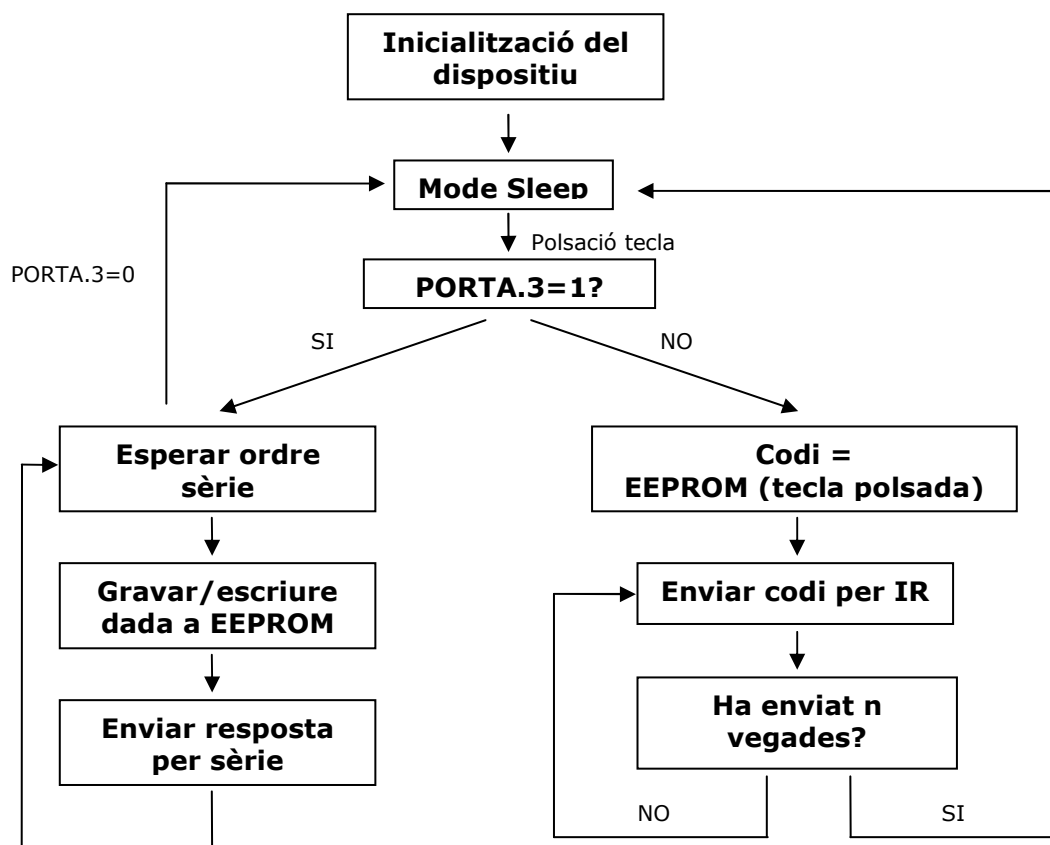 Inicialització del
dispositiu
Mode Sleep
Polsació tecla
PORTA.3=0
PORTA.3=1?
SI
NO
Esperar ordre
sèrie
Codi =
EEPROM (tecla polsada)
Gravar/escriure
dada a EEPROM
Enviar codi per IR
Enviar resposta
per sèrie
Ha enviat n
vegades?
NO
SI